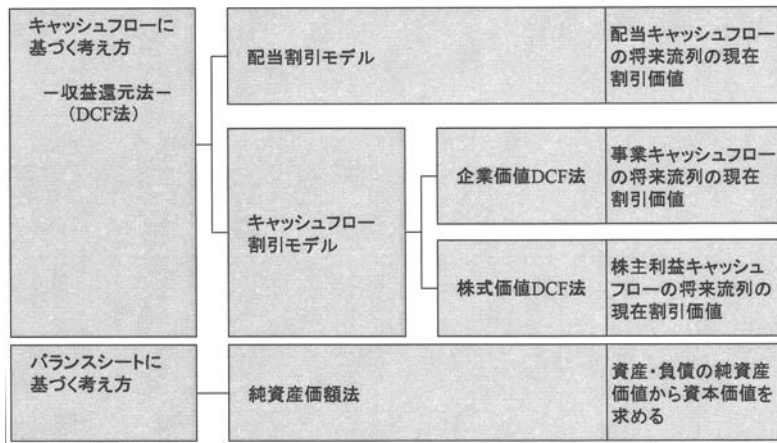 キャッシュフローに
基づく考え方
－収益還元法－
(DCF法)
配当割引モデル
配当キャッシュフロー
の将来流列の現在
割引価値
キャッシュフロー
割引モデル
企業価値DCF法
事業キャッシュフロー
の将来流列の現在
割引価値
株式価値DCF法
株主利益キャッシュ
フローの将来流列の
現在割引価値
バランスシートに
基づく考え方
純資産価額法
資産・負債の純資産
価値から資本価値を
求める